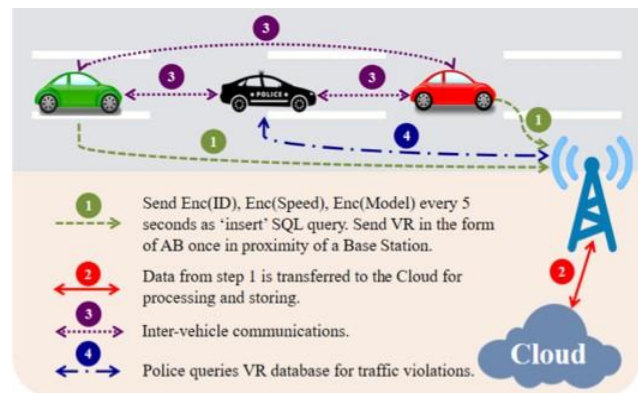 3
3
POLICE
3
1
1
4
1
Send Enc(ID), Enc(Speed), Enc(Model) every 5
seconds as ‘insert’ SQL query. Send VR in the form
of AB once in proximity of a Base Station.
2
Data from step 1 is transferred to the Cloud for
processing and storing.
2
3
Inter-vehicle communications.
4
Police queries VR database for traffic violations.
Cloud